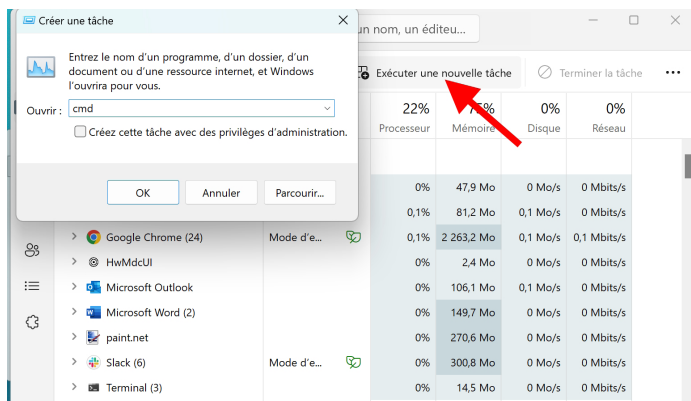 Créer une tâche
un nom, un éditeu...
Entrez le nom d'un programme, d'un dossier, d'un
document ou d'une ressource internet, et Windows
l'ouvrira pour vous.
Ouvrir : cmd
Créez cette tâche avec des privilèges d'administration.
OK Annuler Parcourir...
Exécuter une nouvelle tâche Terminer la tâche
22% 75% 0% 0%
Processeur Mémoire Disque Réseau
0% 47,9 Mo 0 Mo/s 0 Mbits/s
0,1% 81,2 Mo 0,1 Mo/s 0 Mbits/s
Google Chrome (24) Mode d'e... 0,1% 2 263,2 Mo 0,1 Mo/s 0,1 Mbits/s
HwMdcUI 0% 2,4 Mo 0 Mo/s 0 Mbits/s
Microsoft Outlook 0% 106,1 Mo 0,1 Mo/s 0 Mbits/s
Microsoft Word (2) 0% 149,7 Mo 0 Mo/s 0 Mbits/s
paint.net 0% 270,6 Mo 0 Mo/s 0 Mbits/s
Slack (6) Mode d'e... 0% 300,8 Mo 0 Mo/s 0 Mbits/s
Terminal (3) 0% 14,5 Mo 0 Mo/s 0 Mbits/s